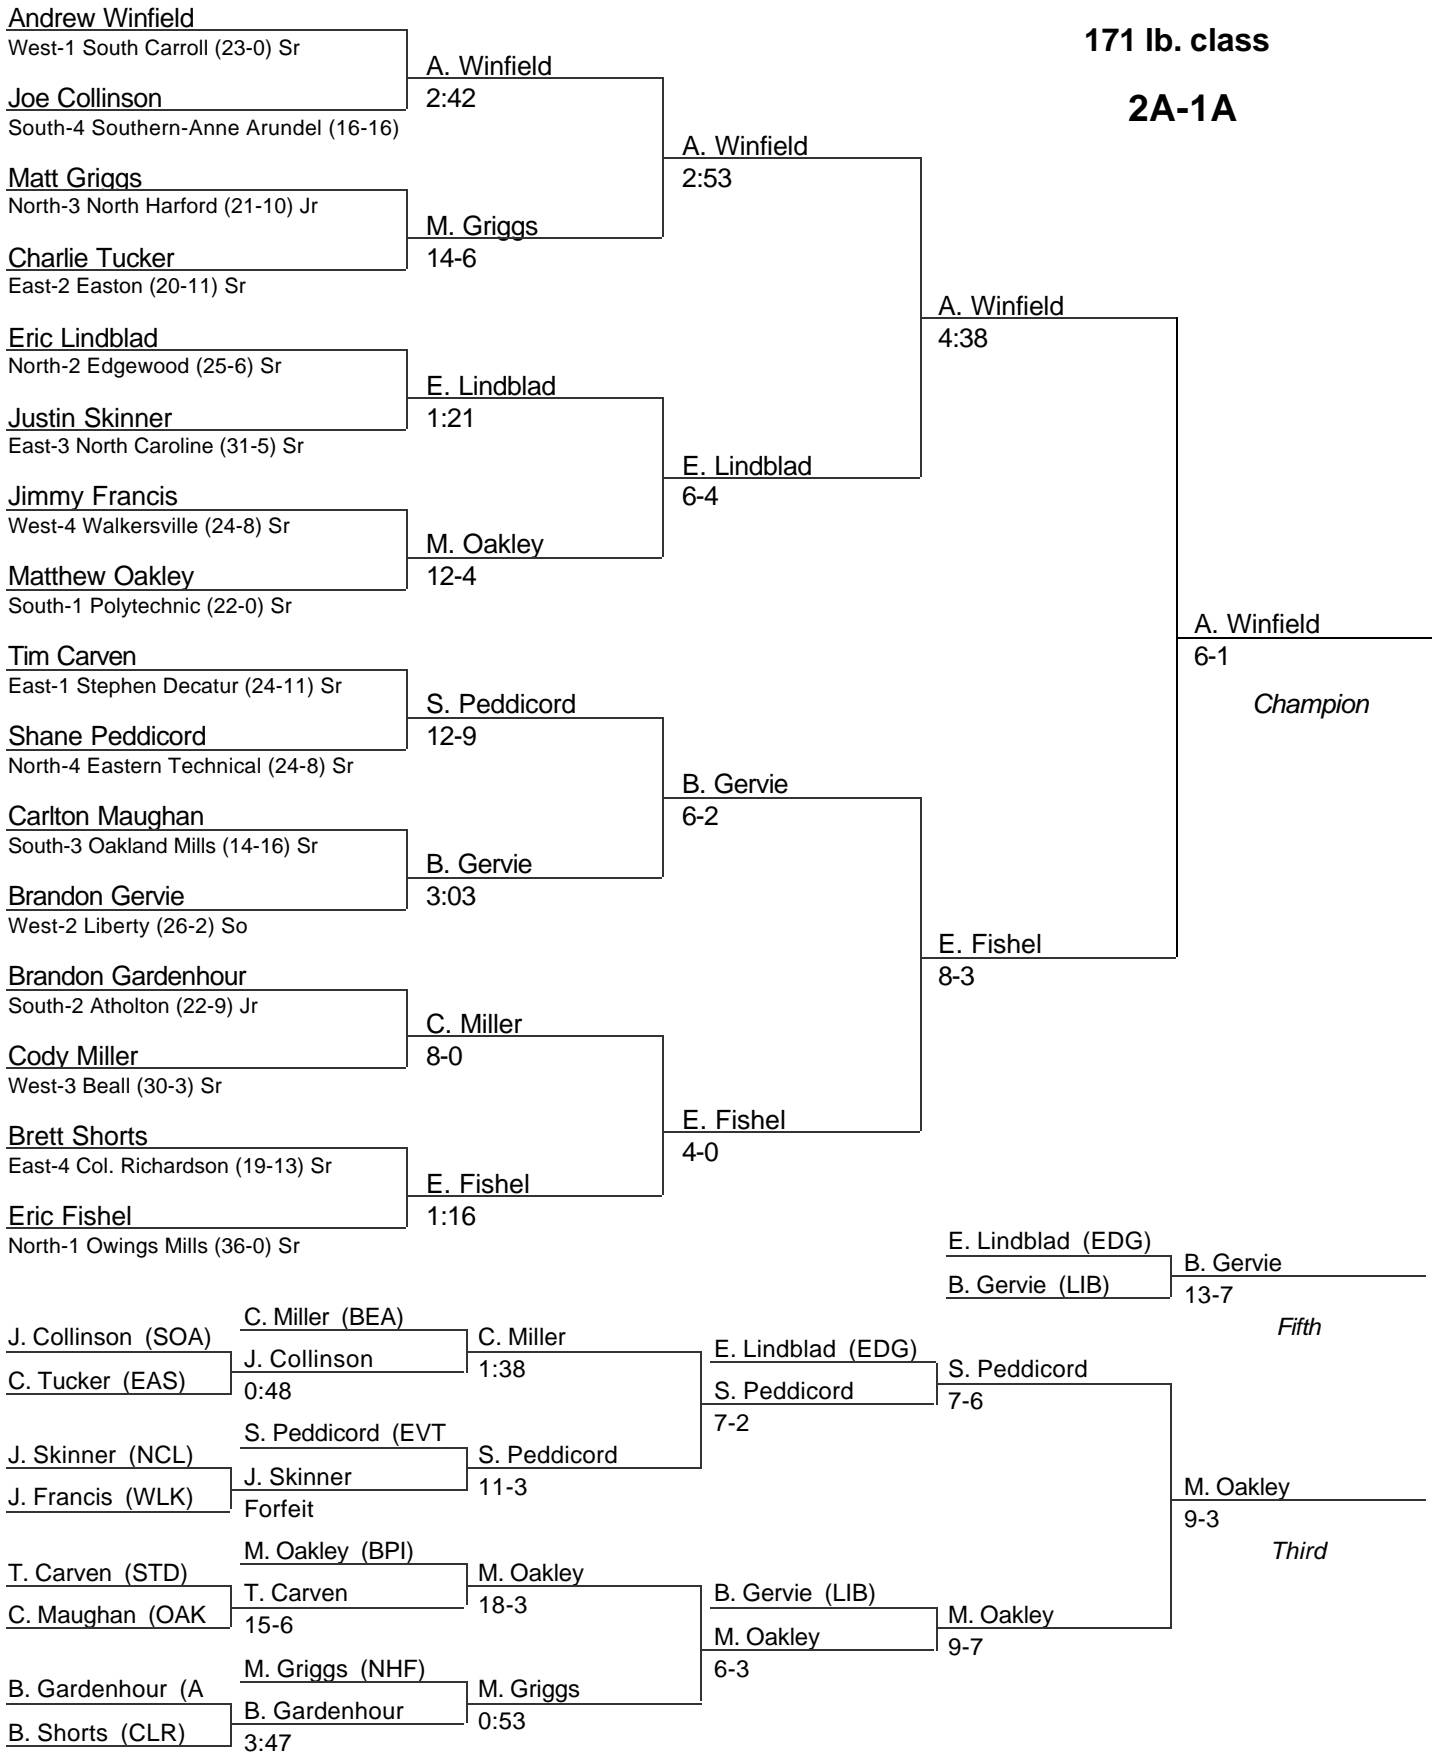 171 lb. class
2A-1A
Andrew Winfield
West-1 South Carroll (23-0) Sr
Joe Collinson
South-4 Southern-Anne Arundel (16-16)
Matt Griggs
North-3 North Harford (21-10) Jr
Charlie Tucker
East-2 Easton (20-11) Sr
Eric Lindblad
North-2 Edgewood (25-6) Sr
Justin Skinner
East-3 North Caroline (31-5) Sr
Jimmy Francis
West-4 Walkersville (24-8) Sr
Matthew Oakley
South-1 Polytechnic (22-0) Sr
Tim Carven
East-1 Stephen Decatur (24-11) Sr
Shane Peddicord
North-4 Eastern Technical (24-8) Sr
Carlton Maughan
South-3 Oakland Mills (14-16) Sr
Brandon Gervie
West-2 Liberty (26-2) So
Brandon Gardenhour
South-2 Atholton (22-9) Jr
Cody Miller
West-3 Beall (30-3) Sr
Brett Shorts
East-4 Col. Richardson (19-13) Sr
Eric Fishel
North-1 Owings Mills (36-0) Sr
A. Winfield
2:42
M. Griggs
14-6
E. Lindblad
1:21
M. Oakley
12-4
S. Peddicord
12-9
B. Gervie
3:03
C. Miller
8-0
E. Fishel
1:16
A. Winfield
2:53
E. Lindblad
6-4
B. Gervie
6-2
E. Fishel
4-0
A. Winfield
4:38
E. Fishel
8-3
A. Winfield
6-1
Champion
E. Lindblad (EDG)
B. Gervie (LIB)
B. Gervie
13-7
Fifth
J. Collinson (SOA)
C. Tucker (EAS)
J. Skinner (NCL)
J. Francis (WLK)
T. Carven (STD)
C. Maughan (OAK
B. Gardenhour (A
B. Shorts (CLR)
C. Miller (BEA)
J. Collinson
0:48
S. Peddicord (EVT
J. Skinner
Forfeit
M. Oakley (BPI)
T. Carven
15-6
M. Griggs (NHF)
B. Gardenhour
3:47
C. Miller
1:38
S. Peddicord
11-3
M. Oakley
18-3
M. Griggs
0:53
E. Lindblad (EDG)
S. Peddicord
7-2
B. Gervie (LIB)
M. Oakley
6-3
S. Peddicord
7-6
M. Oakley
9-7
M. Oakley
9-3
Third